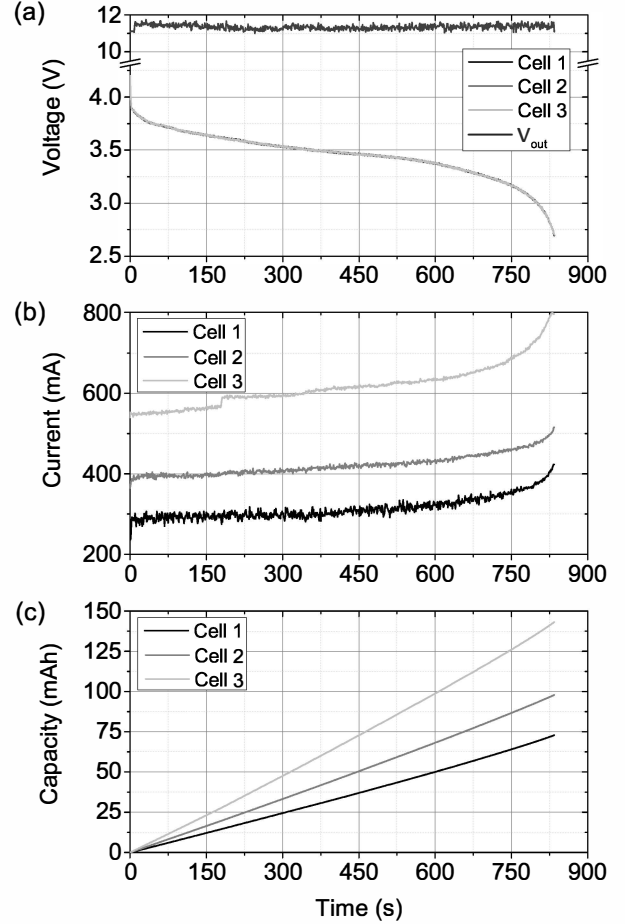 (a)
Voltage (V)
12
10
4.0
3.5
3.0
2.5
Cell 1
Cell 2
Cell 3
Vout
0 150 300 450 600 750 900
(b)
Current (mA)
800
600
400
200
Cell 1
Cell 2
Cell 3
0 150 300 450 600 750 900
(c)
Capacity (mAh)
150
125
100
75
50
25
0
Cell 1
Cell 2
Cell 3
0 150 300 450 600 750 900
Time (s)